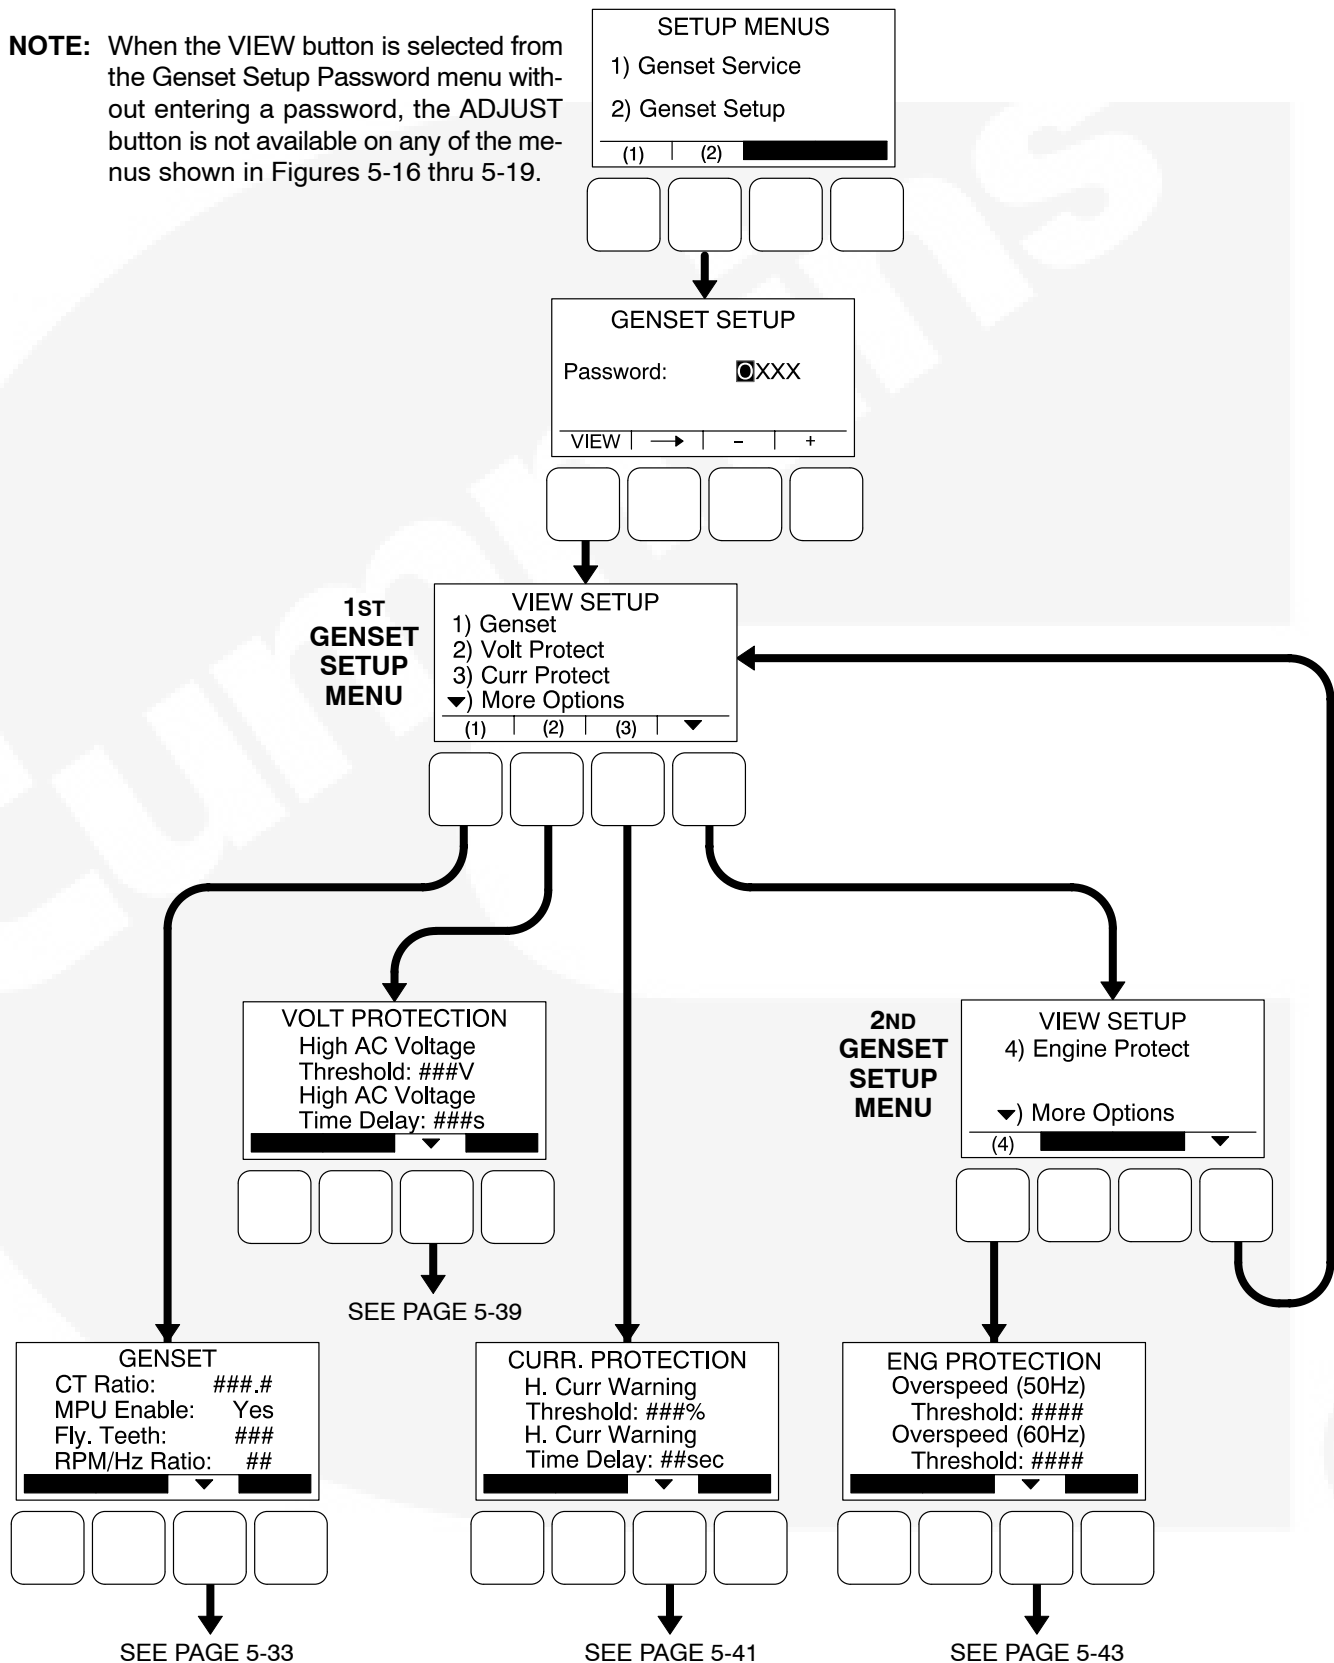 NOTE: When the VIEW button is selected from
the Genset Setup Password menu with-
out entering a password, the ADJUST
button is not available on any of the me-
nus shown in Figures 5-16 thru 5-19.
SETUP MENUS
1) Genset Service
2) Genset Setup
(1) (2)
GENSET SETUP
Password: 0XXX
VIEW → - +
1ST
GENSET
SETUP
MENU
VIEW SETUP
1) Genset
2) Volt Protect
3) Curr Protect
▼) More Options
(1) (2) (3) ▼
VOLT PROTECTION
High AC Voltage
Threshold: ###V
High AC Voltage
Time Delay: ###s
▼
SEE PAGE 5-39
2ND
GENSET
SETUP
MENU
VIEW SETUP
4) Engine Protect
▼) More Options
(4) ▼
GENSET
CT Ratio: ###.#
MPU Enable: Yes
Fly. Teeth: ###
RPM/Hz Ratio: ##
▼
SEE PAGE 5-33
CURR. PROTECTION
H. Curr Warning
Threshold: ###%
H. Curr Warning
Time Delay: ##sec
▼
SEE PAGE 5-41
ENG PROTECTION
Overspeed (50Hz)
Threshold: ####
Overspeed (60Hz)
Threshold: ####
▼
SEE PAGE 5-43
Cummins